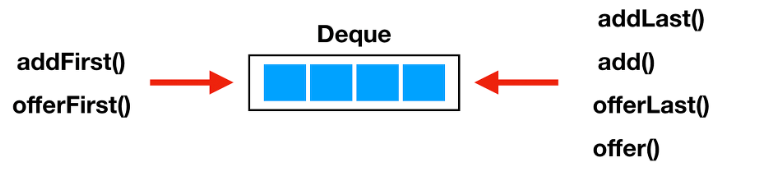 Deque
addFirst()
offerFirst()
addLast()
add()
offerLast()
offer()